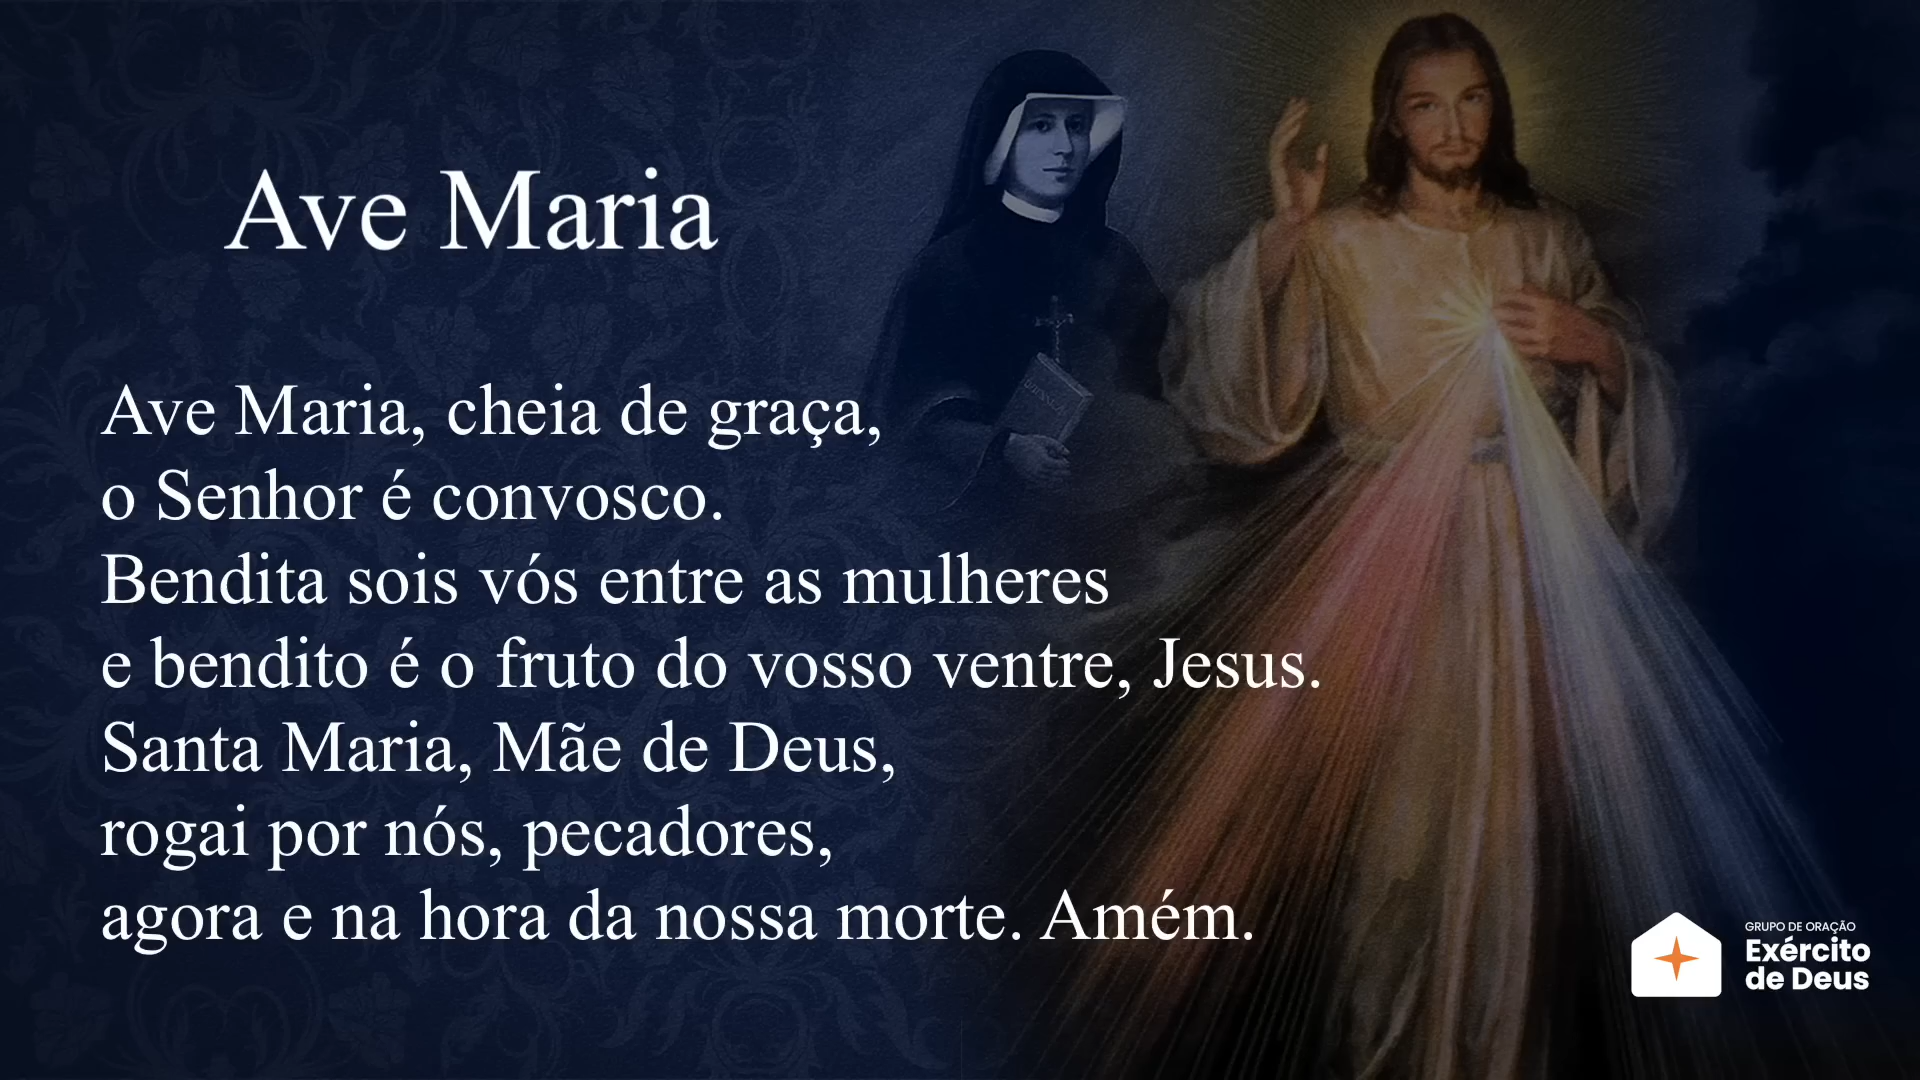 Ave Maria
Ave Maria, cheia de graça,
o Senhor é convosco.
Bendita sois vós entre as mulheres
e bendito é o fruto do vosso ventre, Jesus.
Santa Maria, Mãe de Deus,
rogai por nós, pecadores,
agora e na hora da nossa morte. Amém.
GRUPO DE ORAÇÃO
Exército
de Deus